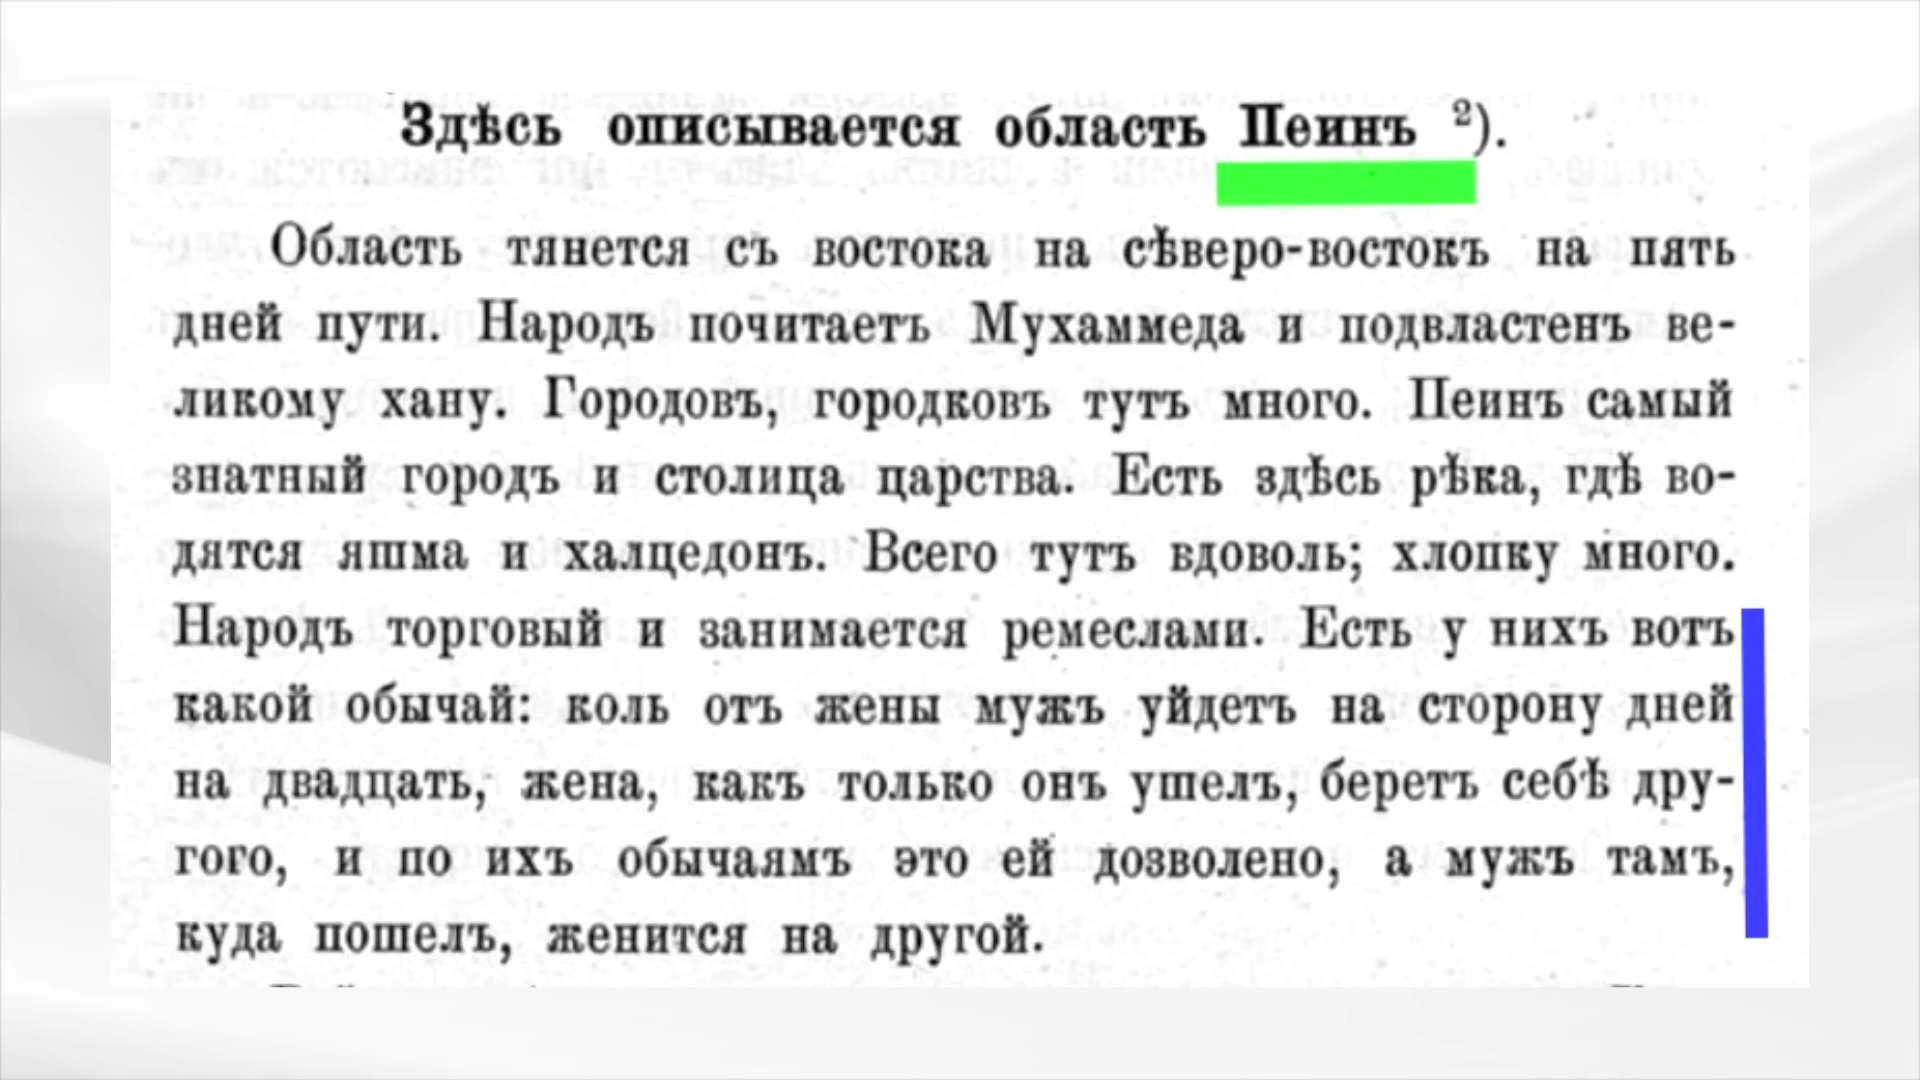 Здѣсь описывается область Пеинъ ²).
Область тянется съ востока на сѣверо-востокъ на пять
дней пути. Народъ почитаетъ Мухаммеда и подвластенъ ве-
ликому хану. Городовъ, городковъ тутъ много. Пеинъ самый
знатный городъ и столица царства. Есть здѣсь рѣка, гдѣ во-
дятся яшма и халцедонъ. Всего тутъ вдоволь; хлопку много.
Народъ торговый и занимается ремеслами. Есть у нихъ вотъ
какой обычай: коль отъ жены мужъ уйдетъ на сторону дней
на двадцать, жена, какъ только онъ ушелъ, беретъ себѣ дру-
гого, и по ихъ обычаямъ это ей дозволено, а мужъ тамъ,
куда пошелъ, женится на другой.